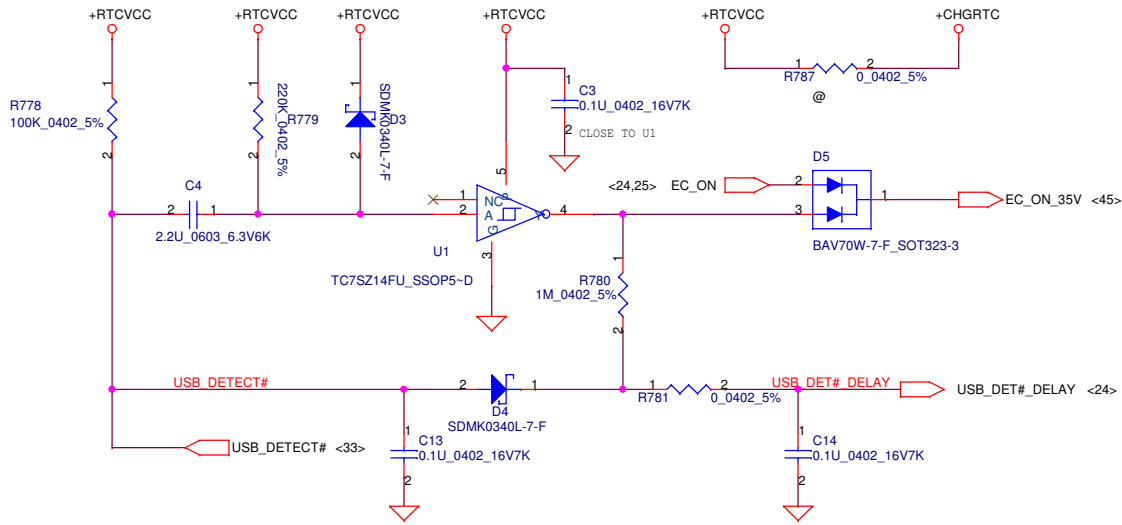 +RTCVCC
+RTCVCC
+RTCVCC
+RTCVCC
+RTCVCC
+CHGRTC
1
R778
100K_0402_5%
2
1
220K_0402_5%
R779
2
1
SDMK0340L-7-F
D3
2
1
C3
0.1U_0402_16V7K
2
CLOSE TO U1
1
2
R787
0_0402_5%
@
C4
2
1
2.2U_0603_6.3V6K
5
1
NC
P
2
A
Y
4
G
3
U1
TC7SZ14FU_SSOP5~D
<24,25>
EC_ON
D5
2
3
1
BAV70W-7-F_SOT323-3
EC_ON_35V <45>
1
R780
1M_0402_5%
2
USB_DETECT#
2
1
D4
SDMK0340L-7-F
1
2
R781
0_0402_5%
USB_DET#_DELAY
USB_DET#_DELAY <24>
USB_DETECT# <33>
1
C13
0.1U_0402_16V7K
2
1
C14
0.1U_0402_16V7K
2